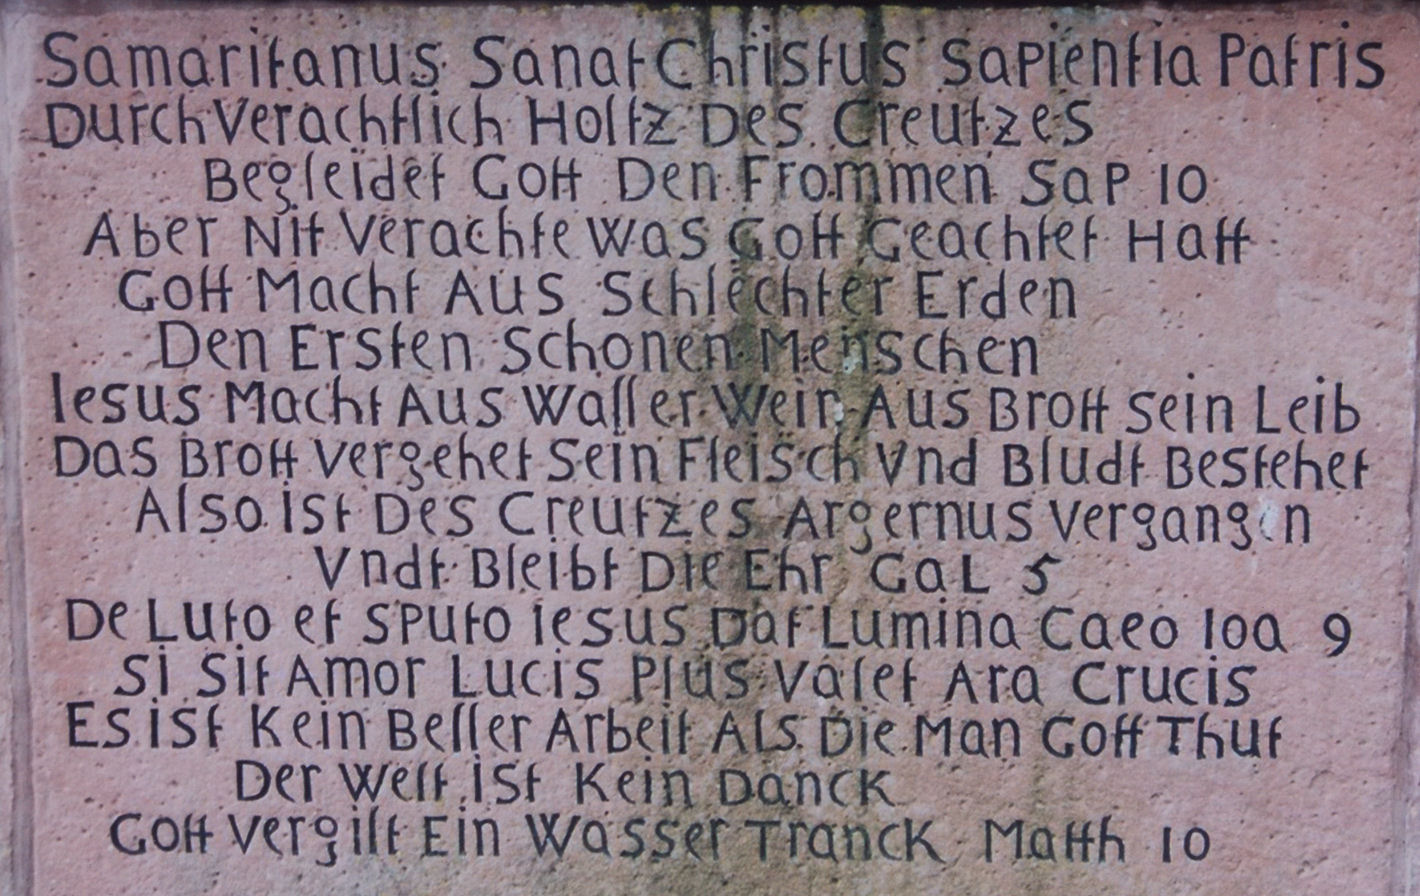 Samaritanus Sanat Christus Sapientia Patris
Durch Verachtlich Holtz Des Creutzes
Begleidet Gott Den Frommen Sap 10
Aber Nit Verachte Was Gott Geachtet Hatt
Gott Macht Aus Schlechter Erden
Den Ersten Schonen Menschen
Iesus Macht Aus Wasser Wein Aus Brott Sein Leib
Das Brott Vergehet Sein Fleisch Vnd Bludt Bestehet
Also ist Des Creutzes Argernus Vergangen
Vndt Bleibt Die Ehr Gal 5
De Luto et Sputo Iesus Dat Lumina Caeo Ioa 9
Si Sit Amor Lucis Plus Valet Ara Crucis
Es ist Kein Besser Arbeit Als Die Man Gott Thut
Der Welt ist Kein Danck
Gott Vergilt Ein Wasser Tranck Matth 10